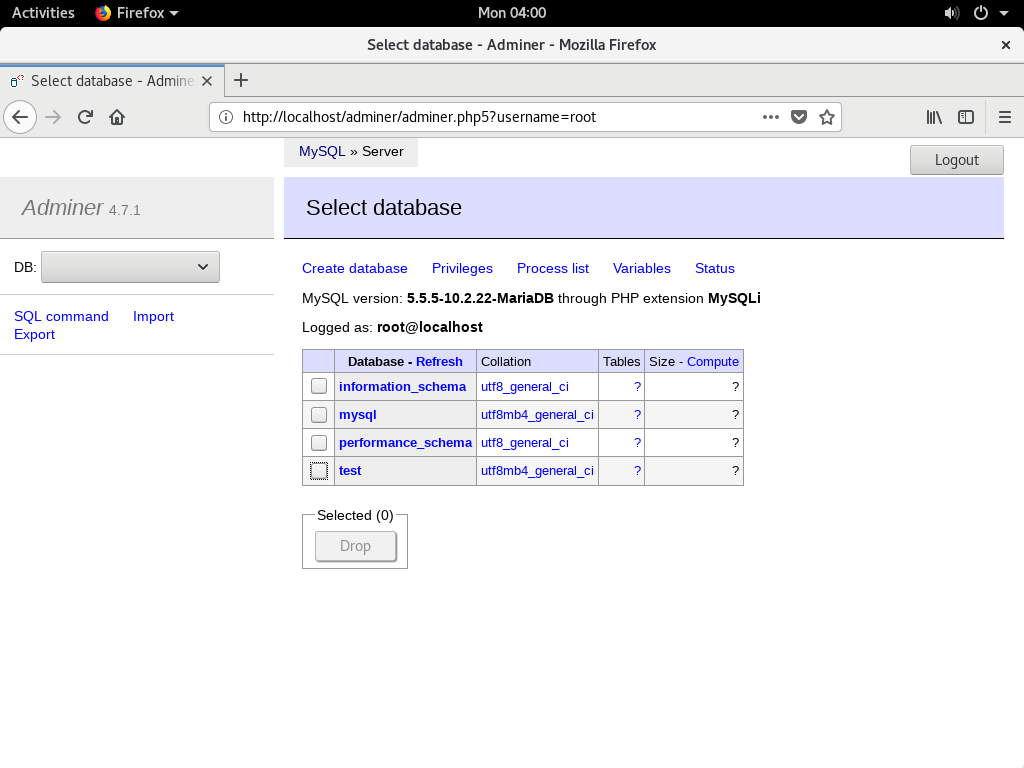 Activities Firefox Mon 04:00
Select database - Adminer - Mozilla Firefox
Select database - Admine
http://localhost/adminer/adminer.php5?username=root
MySQL » Server
Logout
Adminer 4.7.1
Select database
DB:
SQL command Import
Export
Create database Privileges Process list Variables Status
MySQL version: 5.5.5-10.2.22-MariaDB through PHP extension MySQLi
Logged as: root@localhost
Database - Refresh Collation Tables Size - Compute
information_schema utf8_general_ci ? ?
mysql utf8mb4_general_ci ? ?
performance_schema utf8_general_ci ? ?
test utf8mb4_general_ci ? ?
Selected (0)
Drop